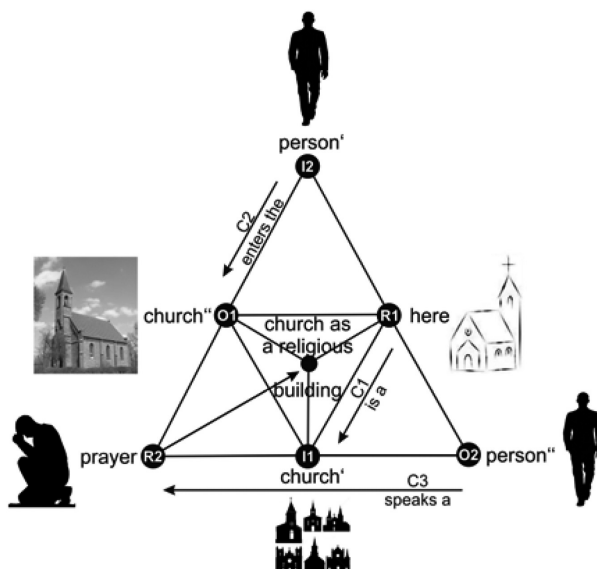 person‘
I2
C2
enters the
church“
O1
church as
a religious
building
R1
here
C1
is a
prayer
R2
I1
church‘
O2
person“
C3
speaks a